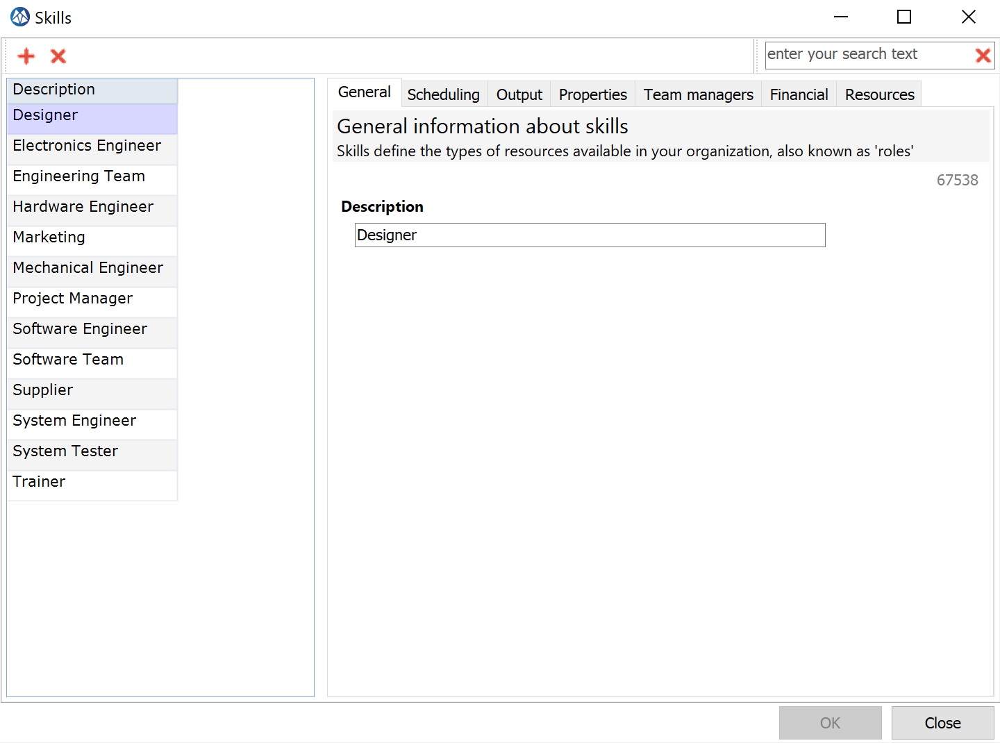 Skills
enter your search text
Description
Designer
Electronics Engineer
Engineering Team
Hardware Engineer
Marketing
Mechanical Engineer
Project Manager
Software Engineer
Software Team
Supplier
System Engineer
System Tester
Trainer
General Scheduling Output Properties Team managers Financial Resources
General information about skills
Skills define the types of resources available in your organization, also known as 'roles'
67538
Description
Designer
OK Close